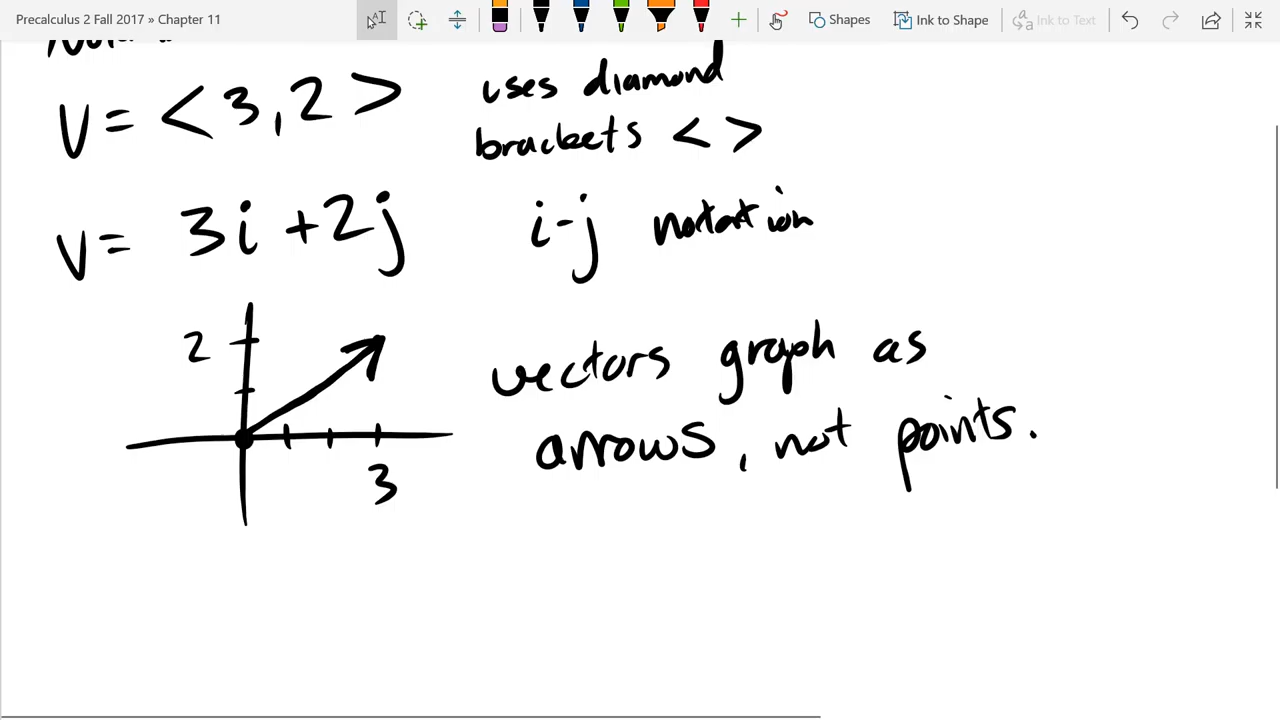 Precalculus 2 Fall 2017 » Chapter 11
Shapes
Ink to Shape
Ink to Text
V = <3,2>
uses diamond
brackets < >
V = 3i + 2j
i-j notation
2
3
vectors graph as
arrows, not points.